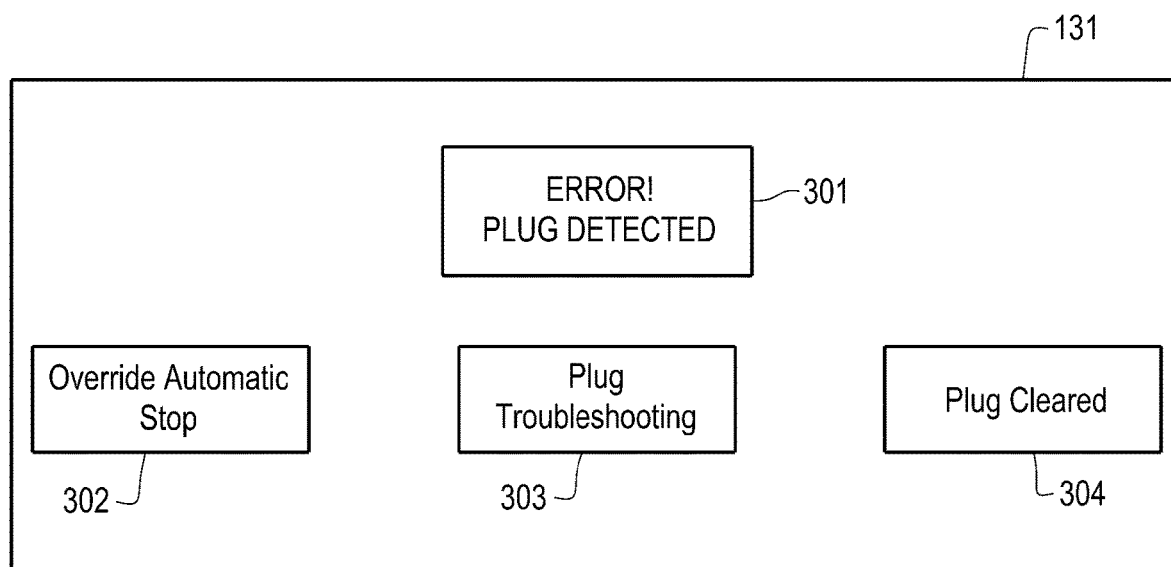 131
ERROR!
PLUG DETECTED
301
Override Automatic
Stop
Plug
Troubleshooting
Plug Cleared
302
303
304